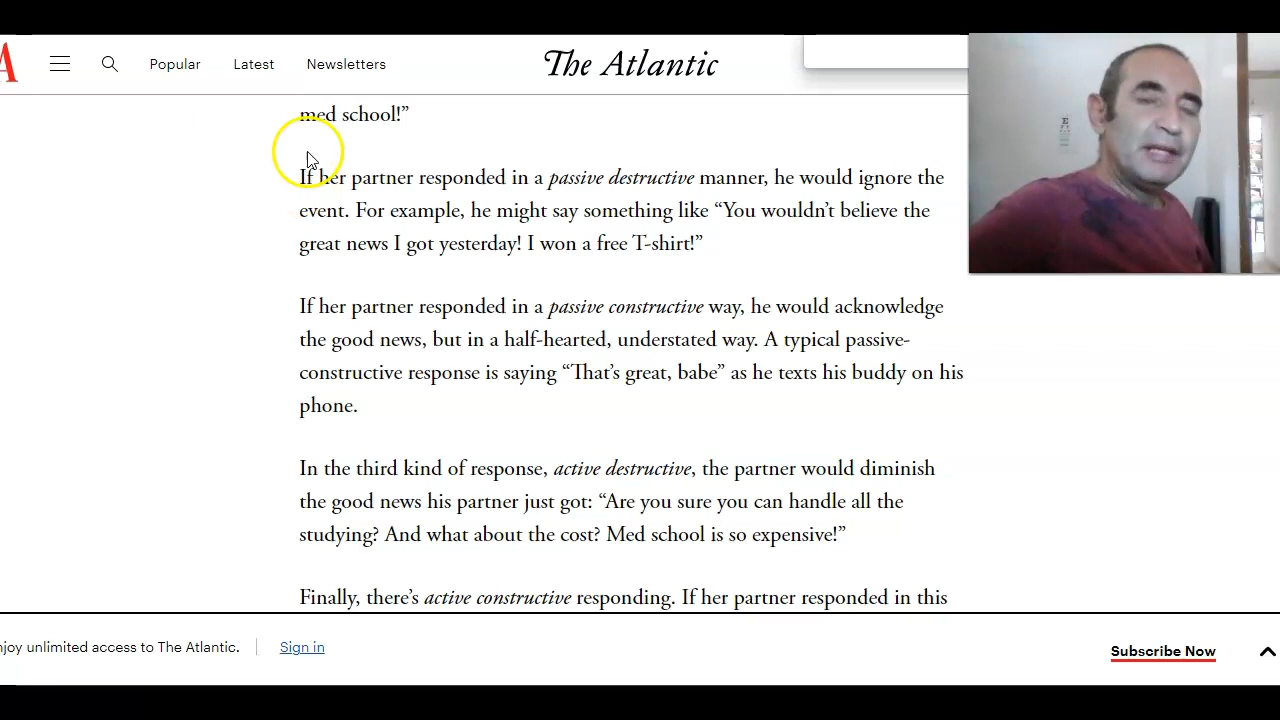 A
Popular Latest Newsletters The Atlantic
med school!”
If her partner responded in a passive destructive manner, he would ignore the
event. For example, he might say something like “You wouldn’t believe the
great news I got yesterday! I won a free T-shirt!”
If her partner responded in a passive constructive way, he would acknowledge
the good news, but in a half-hearted, understated way. A typical passive-
constructive response is saying “That’s great, babe” as he texts his buddy on his
phone.
In the third kind of response, active destructive, the partner would diminish
the good news his partner just got: “Are you sure you can handle all the
studying? And what about the cost? Med school is so expensive!”
Finally, there’s active constructive responding. If her partner responded in this
njoy unlimited access to The Atlantic. Sign in Subscribe Now